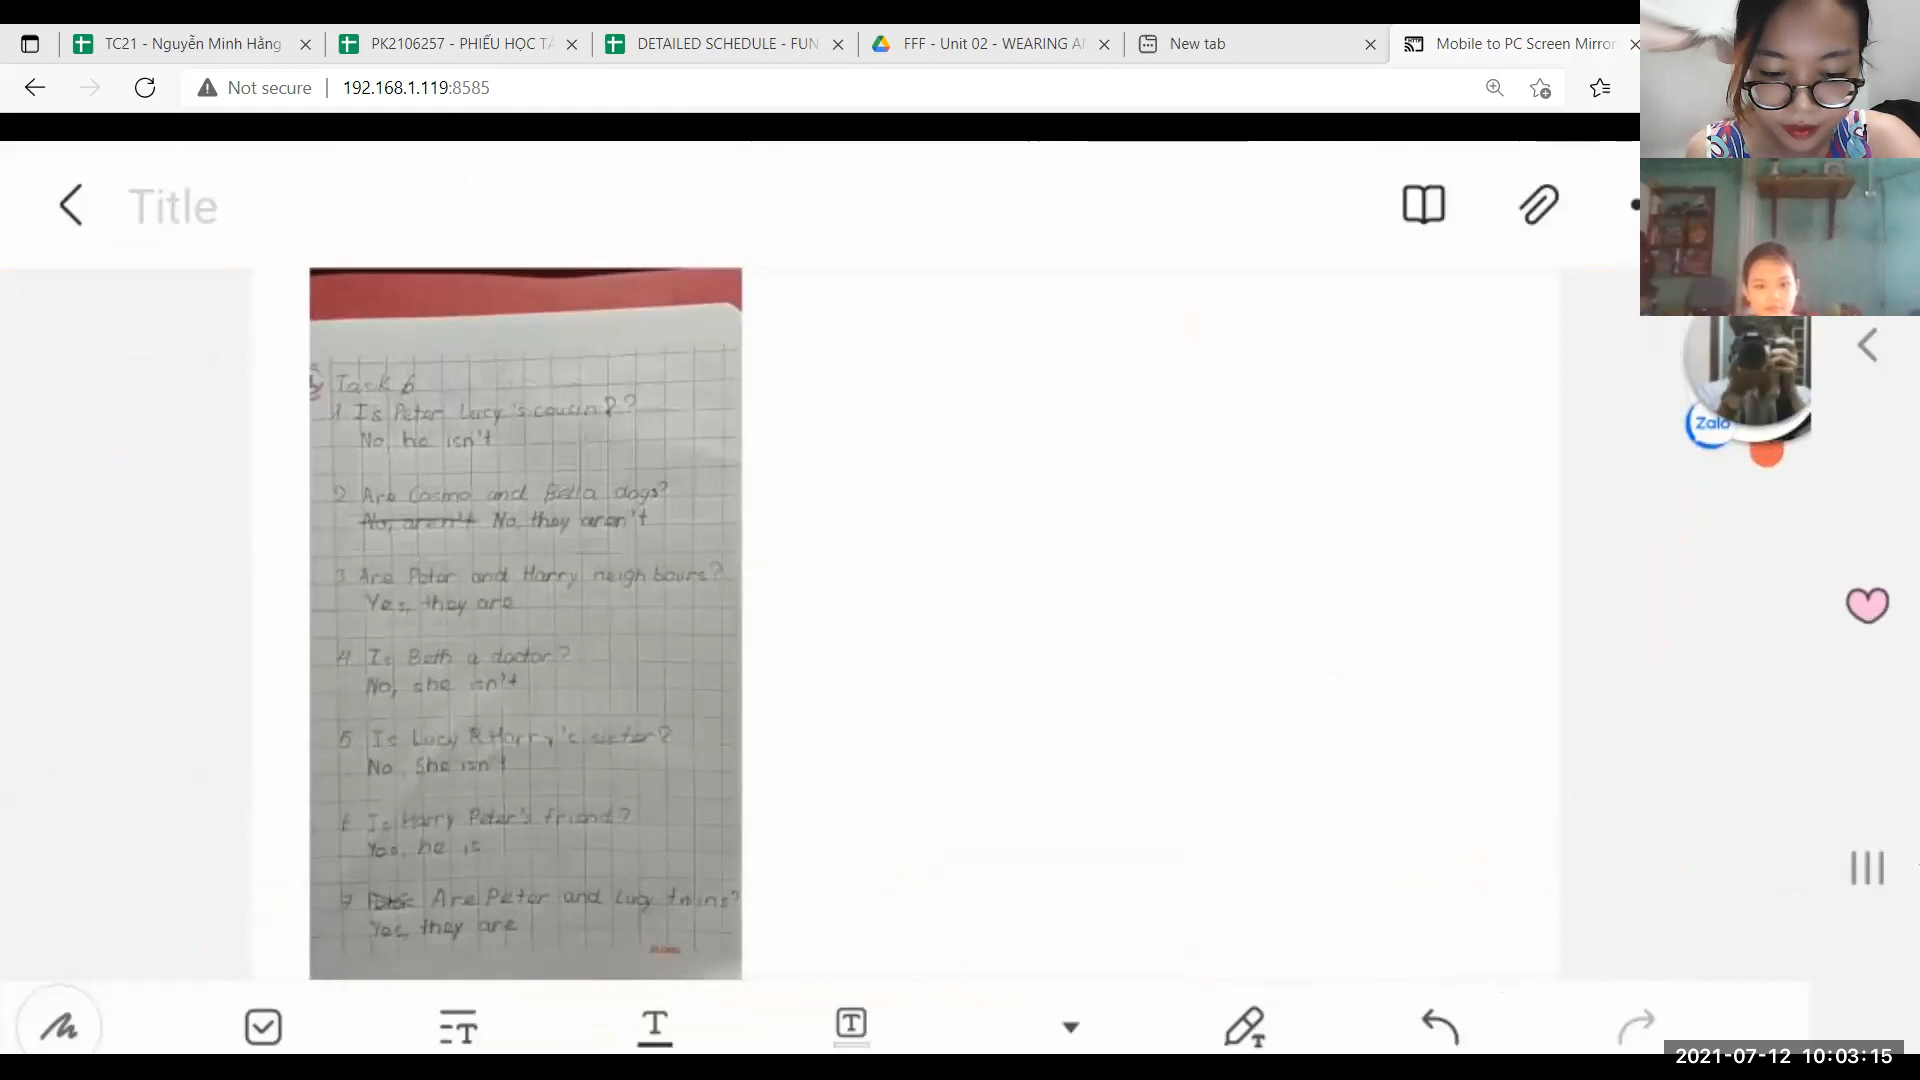 TC21 - Nguyễn Minh Hằng
PK2106257 - PHIẾU HỌC TẬ
DETAILED SCHEDULE - FUN
FFF - Unit 02 - WEARING AN
New tab
Mobile to PC Screen Mirror
Not secure
192.168.1.119:8585
Title
Task 6
1 Is Peter Lucy's cousin?
No, he isn't
2 Are Cosmo and Bella dogs?
No, aren't No, they aren't
3 Are Peter and Harry neighbours?
Yes, they are
4 Is Beth a doctor?
No, she isn't
5 Is Lucy Harry's sister?
No, She isn't
6 Is Harry Peter's friend?
Yes, he is
7 Are Peter and Lucy twins?
Yes, they are
Zalo
2021-07-12 10:03:15